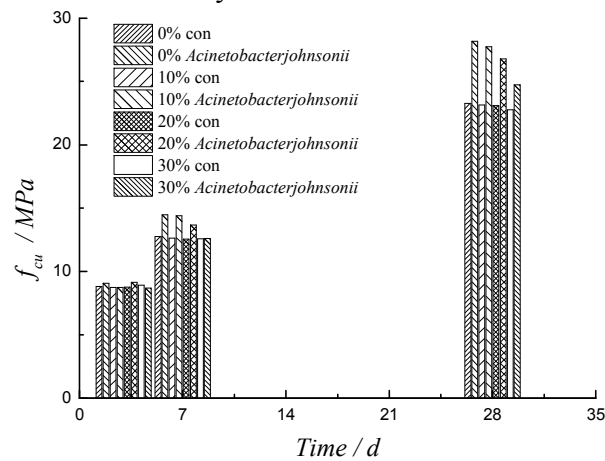 30
20
10
0
f_cu / MPa
0% con
0% Acinetobacterjohnsonii
10% con
10% Acinetobacterjohnsonii
20% con
20% Acinetobacterjohnsonii
30% con
30% Acinetobacterjohnsonii
0 7 14 21 28 35
Time / d